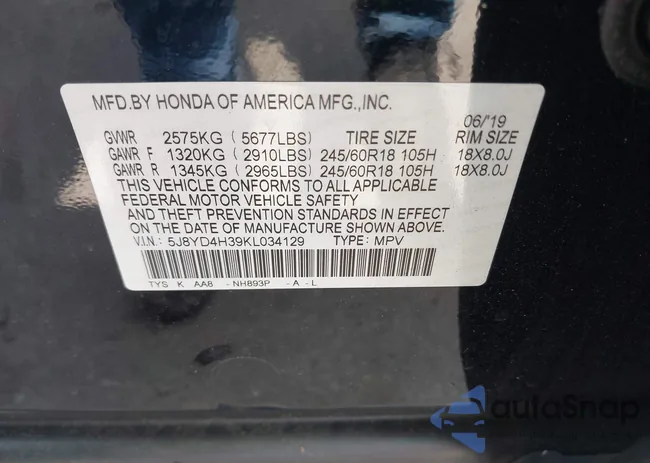 MFD.BY HONDA OF AMERICA MFG.,INC.
06/'19
GVWR 2575KG (5677LBS) TIRE SIZE RIM SIZE
GAWR F 1320KG (2910LBS) 245/60R18 105H 18X8.0J
GAWR R 1345KG (2965LBS) 245/60R18 105H 18X8.0J
THIS VEHICLE CONFORMS TO ALL APPLICABLE
FEDERAL MOTOR VEHICLE SAFETY
AND THEFT PREVENTION STANDARDS IN EFFECT
ON THE DATE OF MANUFACTURE SHOWN ABOVE.
V.I.N.: 5J8YD4H39KL034129 TYPE: MPV
TYS K AA8 - NH893P - A - L
autoSnap